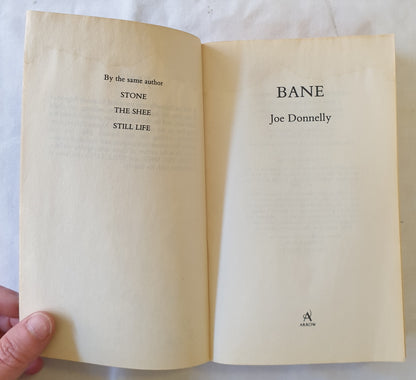 By the same author
STONE
THE SHEE
STILL LIFE
BANE
Joe Donnelly
A
ARROW